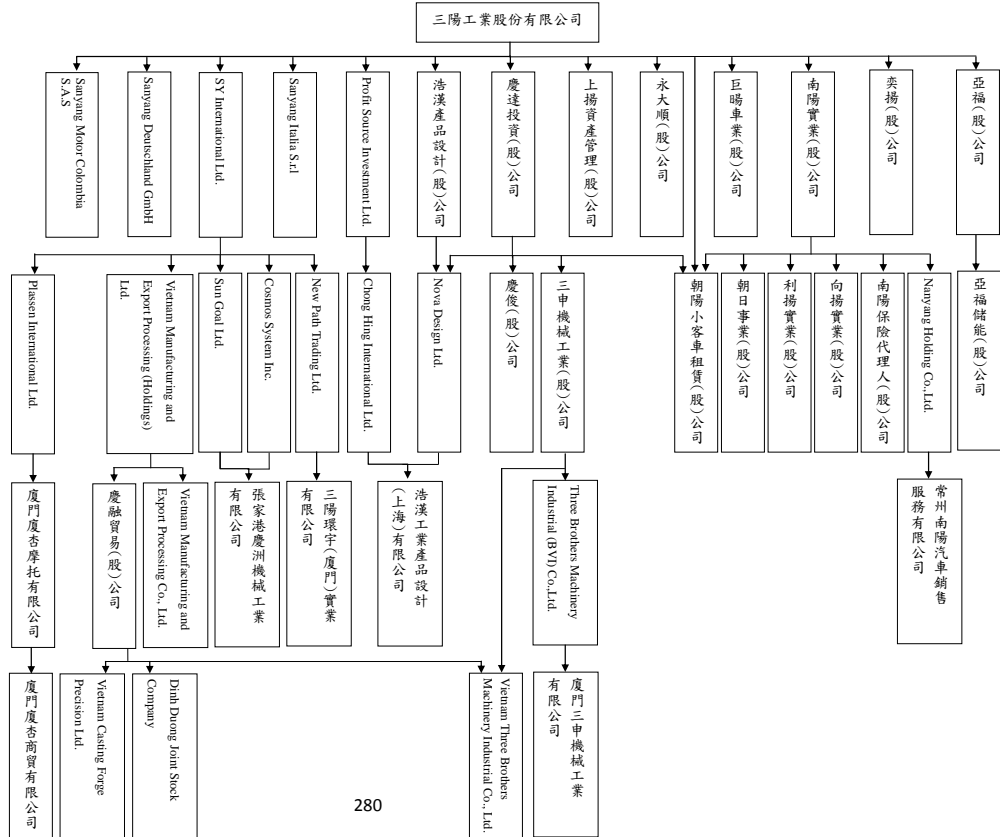 三陽工業股份有限公司
Sanyang Motor Colombia
S.A.S
Sanyang Deutschland GmbH
SY International Ltd.
Sanyang Italia S.r.l
Profit Source Investment Ltd.
浩漢產品設計(股)公司
慶達投資(股)公司
上揚資產管理(股)公司
永大順(股)公司
巨暘車業(股)公司
南陽實業(股)公司
奕揚(股)公司
亞福(股)公司
Plassen International Ltd.
Vietnam Manufacturing and
Export Processing (Holdings)
Ltd.
Sun Goal Ltd.
Cosmos System Inc.
New Path Trading Ltd.
Chong Hing International Ltd.
Nova Design Ltd.
慶俊(股)公司
三申機械工業(股)公司
朝陽小客車租賃(股)公司
朝日事業(股)公司
利揚實業(股)公司
向揚實業(股)公司
南陽保險代理人(股)公司
Nanyang Holding Co.,Ltd.
亞福儲能(股)公司
廈門廈杏摩托有限公司
慶融貿易(股)公司
Vietnam Manufacturing and
Export Processing Co., Ltd.
張家港慶洲機械工業
有限公司
三陽環宇(廈門)實業
有限公司
浩漢工業產品設計
(上海)有限公司
Three Brothers Machinery
Industrial (BVI) Co.,Ltd.
常州南陽汽車銷售
服務有限公司
廈門廈杏商貿有限公司
Vietnam Casting Forge
Precision Ltd.
Dinh Duong Joint Stock
Company
Vietnam Three Brothers
Machinery Industrial Co., Ltd.
廈門三申機械工業
有限公司
280